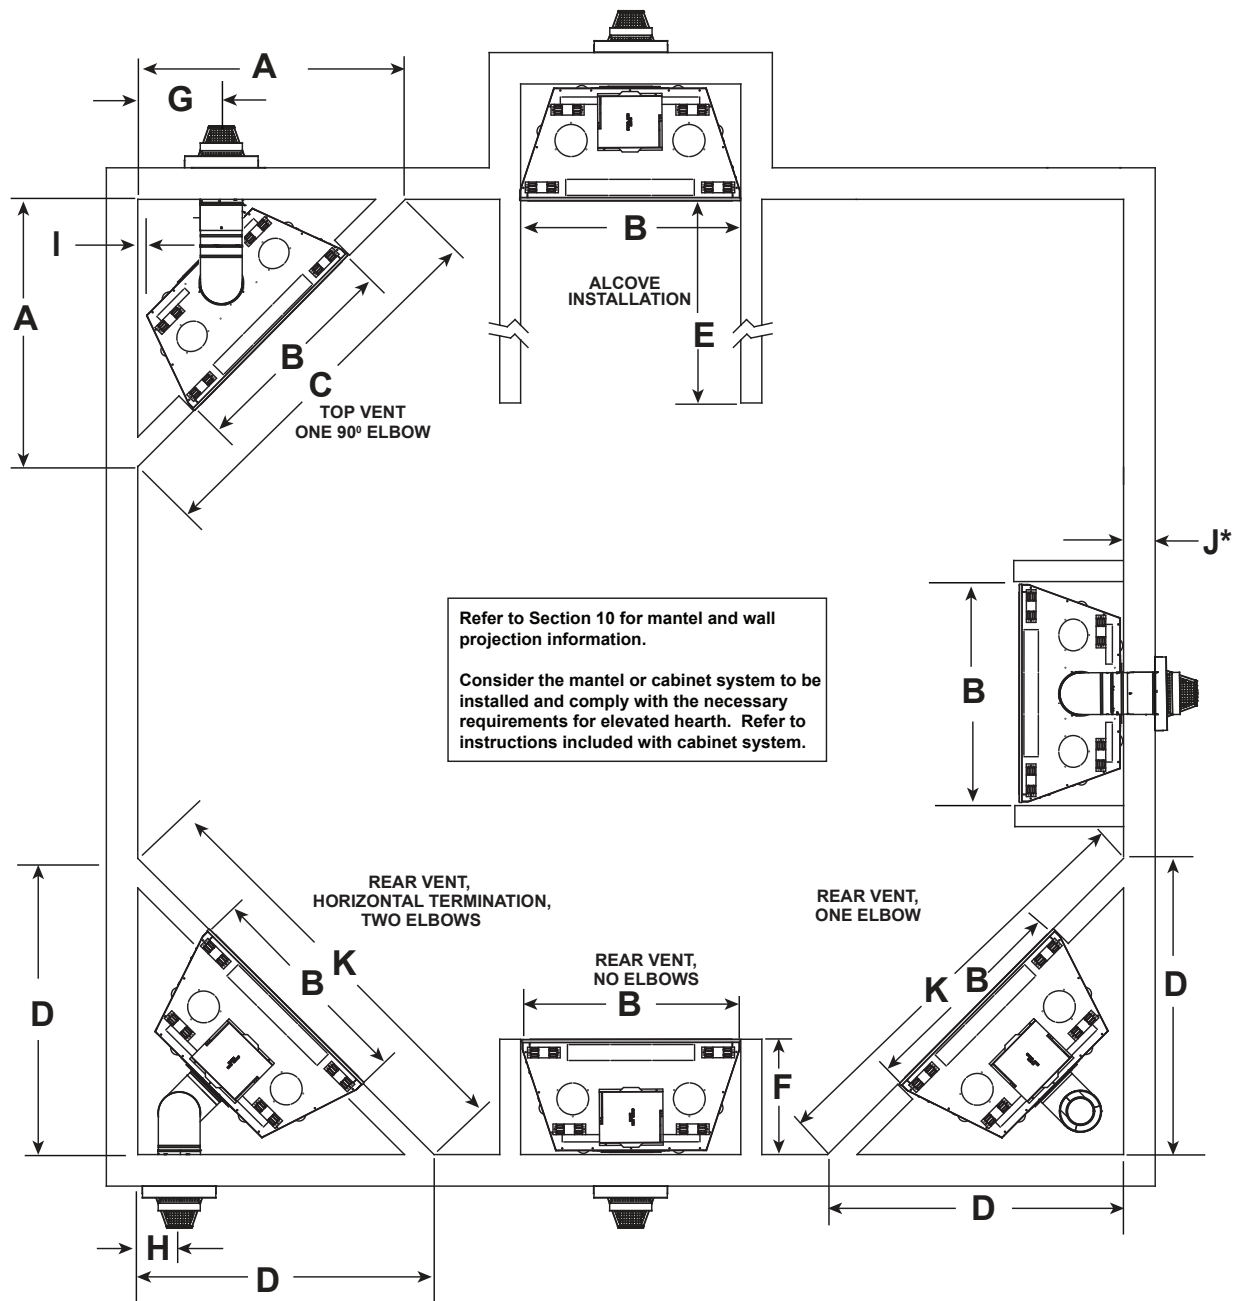 A
G
I
A
B
C
TOP VENT
ONE 90⁰ ELBOW
B
ALCOVE
INSTALLATION
E
J*
B
Refer to Section 10 for mantel and wall
projection information.
Consider the mantel or cabinet system to be
installed and comply with the necessary
requirements for elevated hearth. Refer to
instructions included with cabinet system.
REAR VENT,
HORIZONTAL TERMINATION,
TWO ELBOWS
K
B
D
H
D
REAR VENT,
NO ELBOWS
B
F
REAR VENT,
ONE ELBOW
K
B
D
D